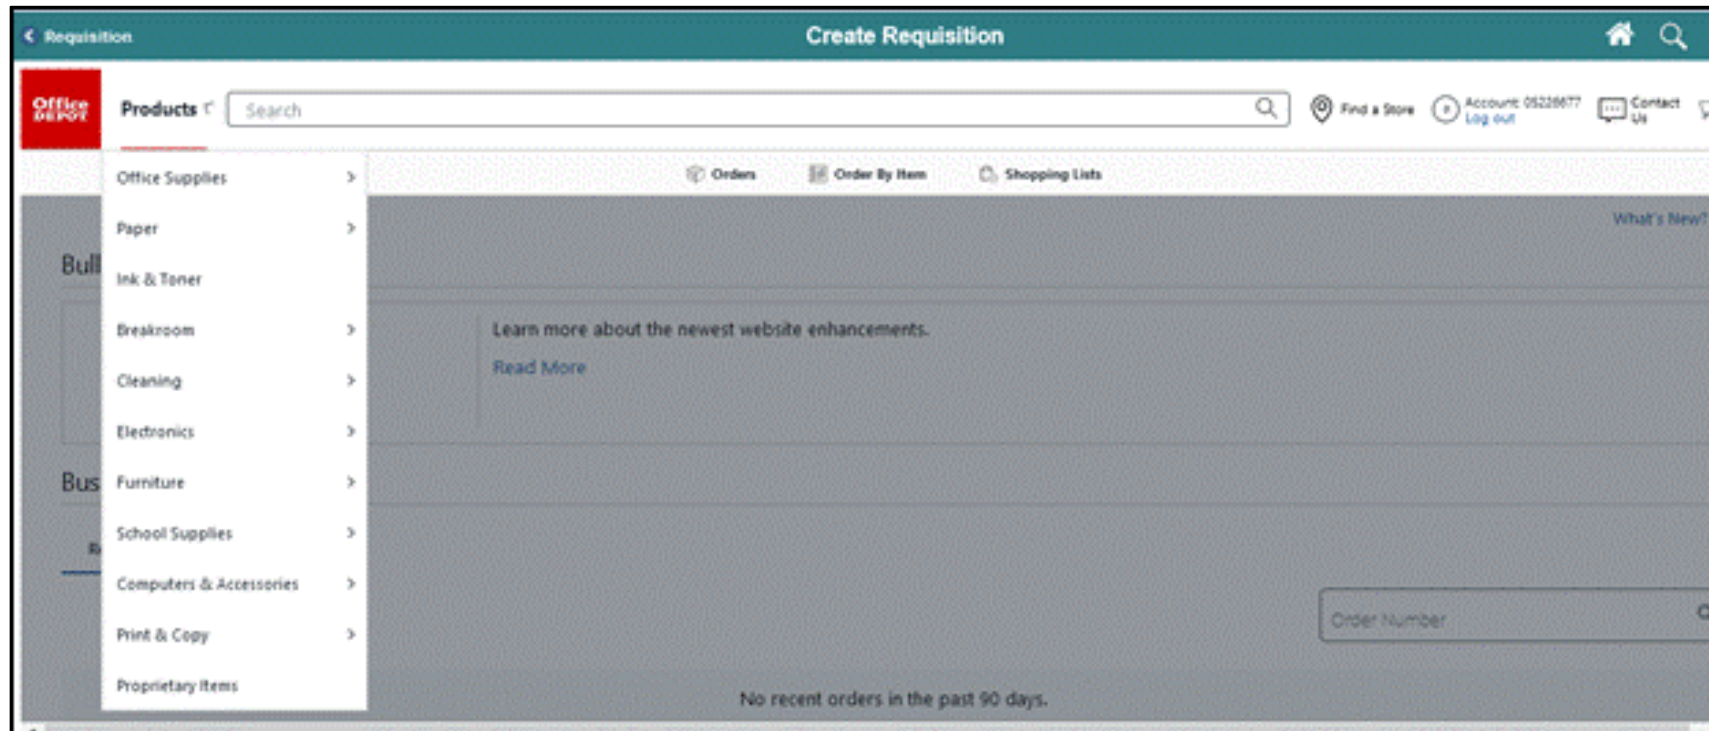 Requisition
Create Requisition
Office
DEPOT
Products
Search
Find a Store
Account: 05228677
Log out
Contact
Us
Orders
Order By Item
Shopping Lists
What's New?
Office Supplies
Paper
Ink & Toner
Breakroom
Cleaning
Electronics
Furniture
School Supplies
Computers & Accessories
Print & Copy
Proprietary Items
Bull
Learn more about the newest website enhancements.
Read More
Bus
Order Number
No recent orders in the past 90 days.